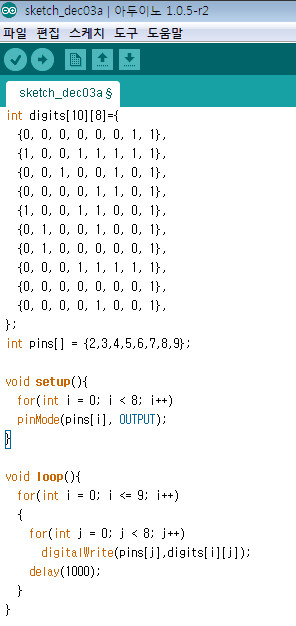 sketch_dec03a | 아두이노 1.0.5-r2
파일 편집 스케치 도구 도움말
sketch_dec03a §
int digits[10][8]={
  {0, 0, 0, 0, 0, 0, 1, 1},
  {1, 0, 0, 1, 1, 1, 1, 1},
  {0, 0, 1, 0, 0, 1, 0, 1},
  {0, 0, 0, 0, 1, 1, 0, 1},
  {1, 0, 0, 1, 1, 0, 0, 1},
  {0, 1, 0, 0, 1, 0, 0, 1},
  {0, 1, 0, 0, 0, 0, 0, 1},
  {0, 0, 0, 1, 1, 1, 1, 1},
  {0, 0, 0, 0, 0, 0, 0, 1},
  {0, 0, 0, 0, 1, 0, 0, 1},
};
int pins[] = {2,3,4,5,6,7,8,9};
void setup(){
  for(int i = 0; i < 8; i++)
  pinMode(pins[i], OUTPUT);
}
void loop(){
  for(int i = 0; i <= 9; i++)
  {
    for(int j = 0; j < 8; j++)
      digitalWrite(pins[j],digits[i][j]);
    delay(1000);
  }
}